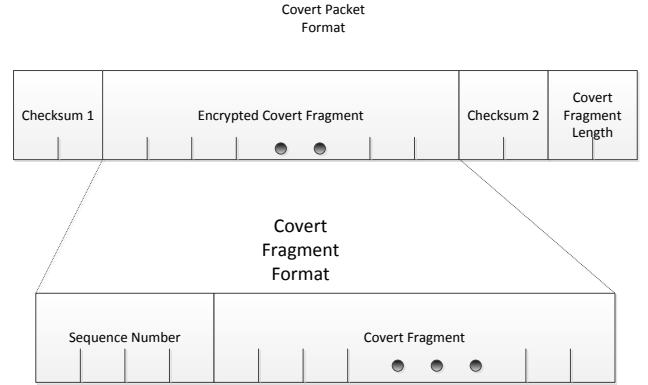 Covert Packet
Format
Checksum 1
Encrypted Covert Fragment
Checksum 2
Covert
Fragment
Length
Covert
Fragment
Format
Sequence Number
Covert Fragment